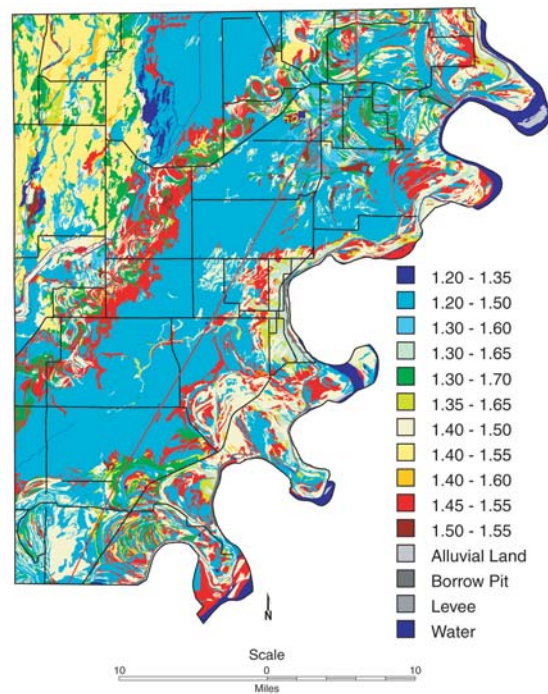 1.20 - 1.35
1.20 - 1.50
1.30 - 1.60
1.30 - 1.65
1.30 - 1.70
1.35 - 1.65
1.40 - 1.50
1.40 - 1.55
1.40 - 1.60
1.45 - 1.55
1.50 - 1.55
Alluvial Land
Borrow Pit
Levee
Water
N
Scale
10 0 10
Miles